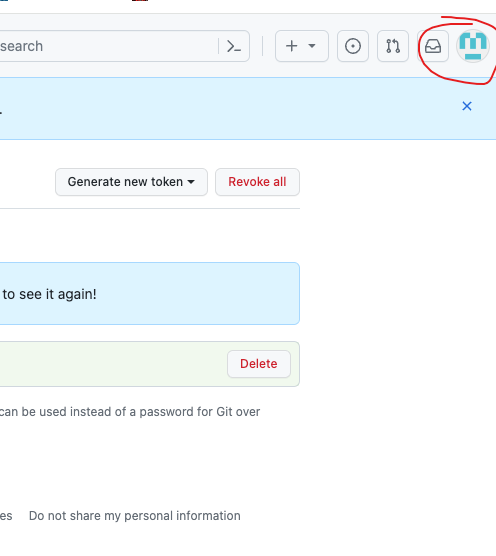 search
Generate new token
Revoke all
to see it again!
Delete
can be used instead of a password for Git over
es Do not share my personal information